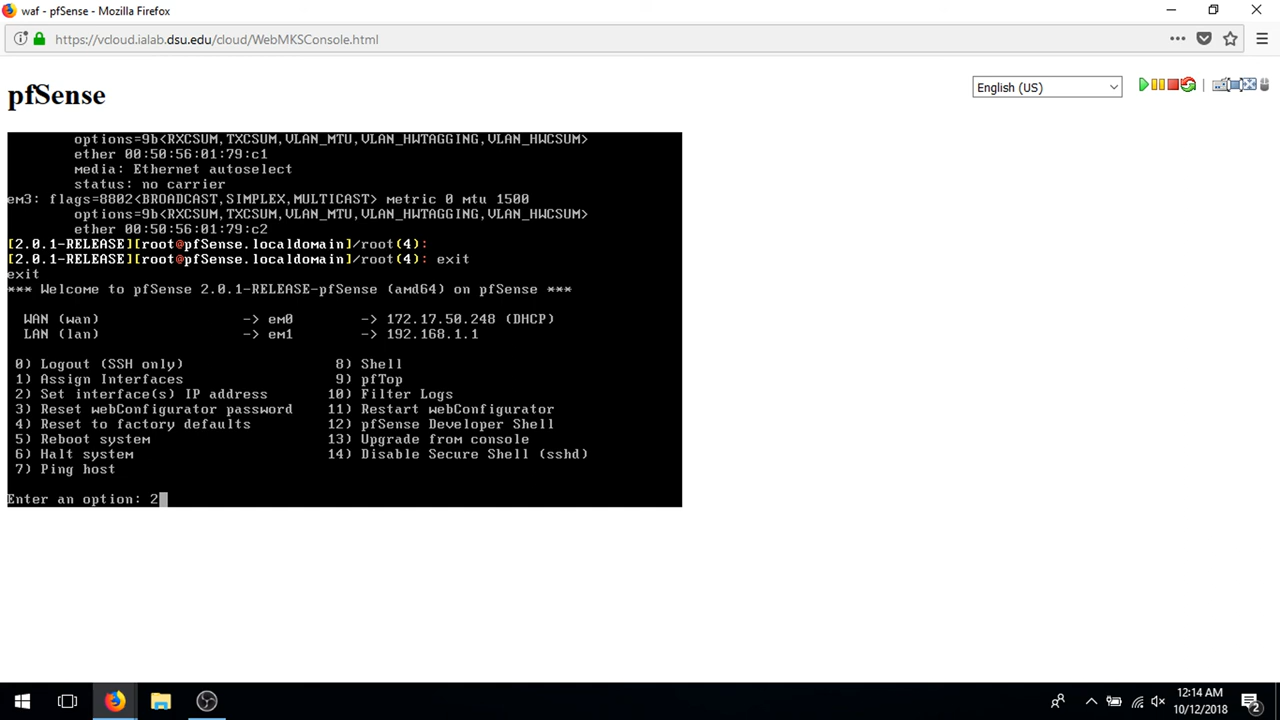 waf - pfSense - Mozilla Firefox
https://vcloud.ialab.dsu.edu/cloud/WebMKSConsole.html
pfSense
English (US)
options=9b<RXCSUM,TXCSUM,VLAN_MTU,VLAN_HWTAGGING,VLAN_HWCSUM>
ether 00:50:56:01:79:c1
media: Ethernet autoselect
status: no carrier
em3: flags=8802<BROADCAST,SIMPLEX,MULTICAST> metric 0 mtu 1500
options=9b<RXCSUM,TXCSUM,VLAN_MTU,VLAN_HWTAGGING,VLAN_HWCSUM>
ether 00:50:56:01:79:c2
[2.0.1-RELEASE][root@pfSense.localdomain]/root(4):
[2.0.1-RELEASE][root@pfSense.localdomain]/root(4): exit
exit
*** Welcome to pfSense 2.0.1-RELEASE-pfSense (amd64) on pfSense ***
WAN (wan) -> em0 -> 172.17.50.248 (DHCP)
LAN (lan) -> em1 -> 192.168.1.1
0) Logout (SSH only) 8) Shell
1) Assign Interfaces 9) pfTop
2) Set interface(s) IP address 10) Filter Logs
3) Reset webConfigurator password 11) Restart webConfigurator
4) Reset to factory defaults 12) pfSense Developer Shell
5) Reboot system 13) Upgrade from console
6) Halt system 14) Disable Secure Shell (sshd)
7) Ping host
Enter an option: 2
12:14 AM
10/12/2018
2